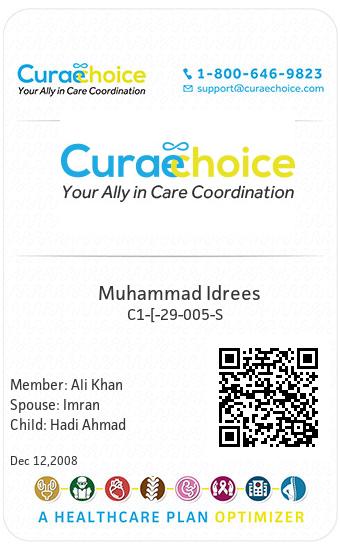 Curaechoice
Your Ally in Care Coordination
1-800-646-9823
support@curaechoice.com
Curaechoice
Your Ally in Care Coordination
Muhammad Idrees
C1-[-29-005-S
Member: Ali Khan
Spouse: Imran
Child: Hadi Ahmad
Dec 12,2008
A HEALTHCARE PLAN OPTIMIZER